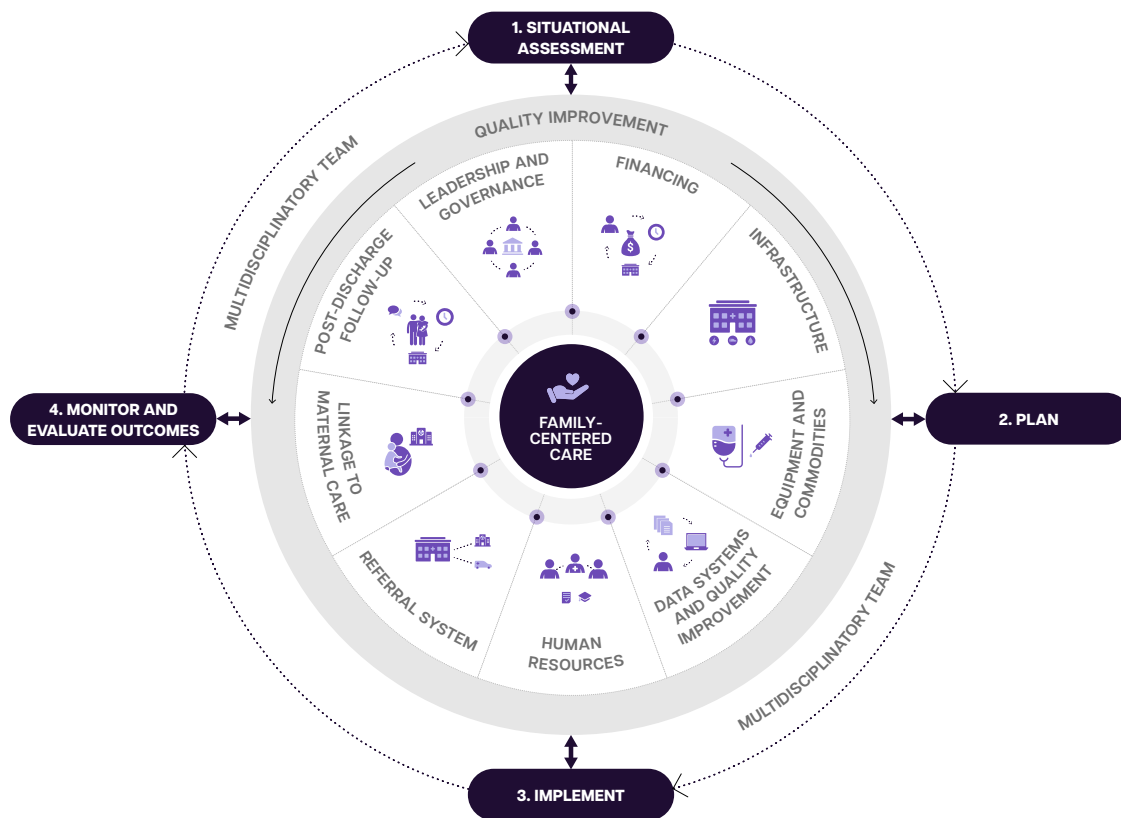 1. SITUATIONAL
ASSESSMENT
QUALITY IMPROVEMENT
MULTIDISCIPLINATORY TEAM
LEADERSHIP AND
GOVERNANCE
FINANCING
$
POST-DISCHARGE
FOLLOW-UP
INFRASTRUCTURE
4. MONITOR AND
EVALUATE OUTCOMES
FAMILY-
CENTERED
CARE
2. PLAN
LINKAGE TO
MATERNAL CARE
EQUIPMENT AND
COMMODITIES
REFERRAL SYSTEM
HUMAN
RESOURCES
DATA SYSTEMS
AND QUALITY
IMPROVEMENT
MULTIDISCIPLINATORY TEAM
3. IMPLEMENT